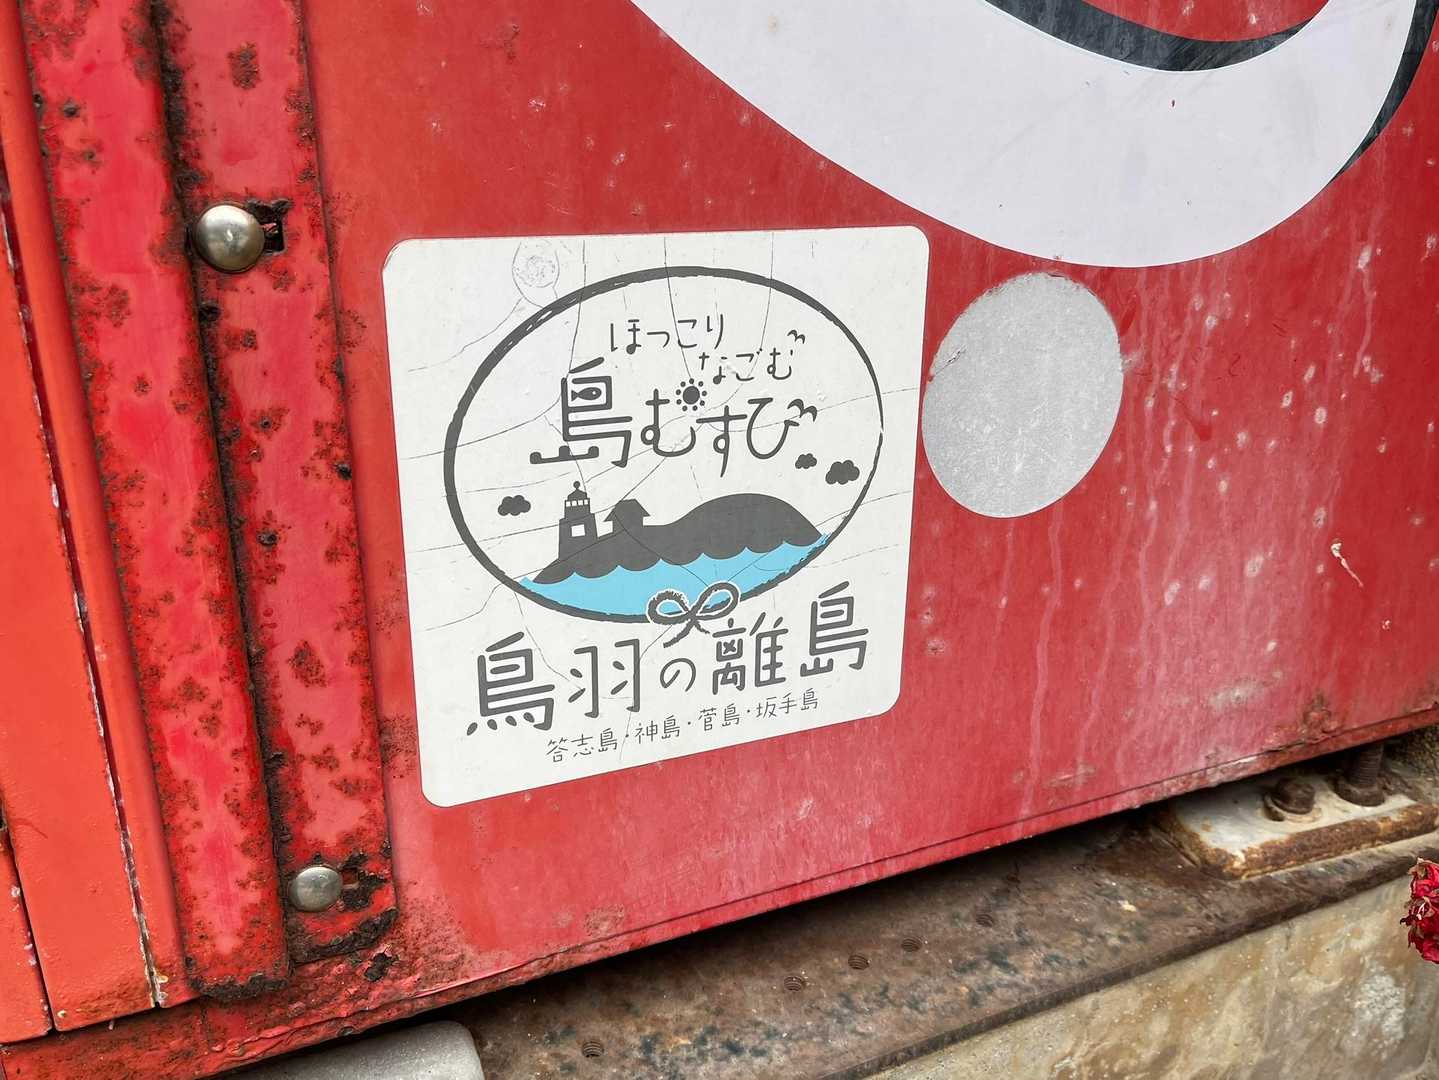 ほっこり
なごむ
島むすび
鳥羽の離島
答志島・神島・菅島・坂手島